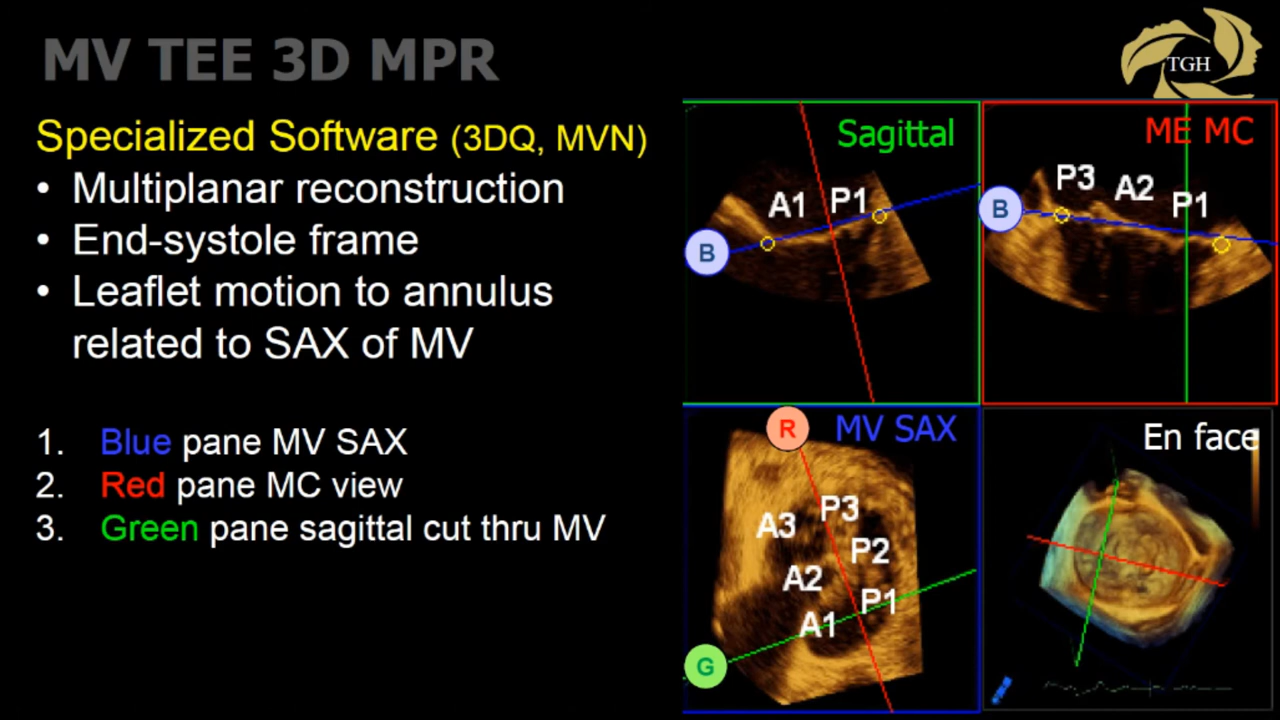 MV TEE 3D MPR
TGH
Specialized Software (3DQ, MVN)
• Multiplanar reconstruction
• End-systole frame
• Leaflet motion to annulus
related to SAX of MV
1. Blue pane MV SAX
2. Red pane MC view
3. Green pane sagittal cut thru MV
Sagittal
A1 P1
B
ME MC
P3 A2 P1
B
R
MV SAX
P3
A3
P2
A2
P1
A1
G
En face